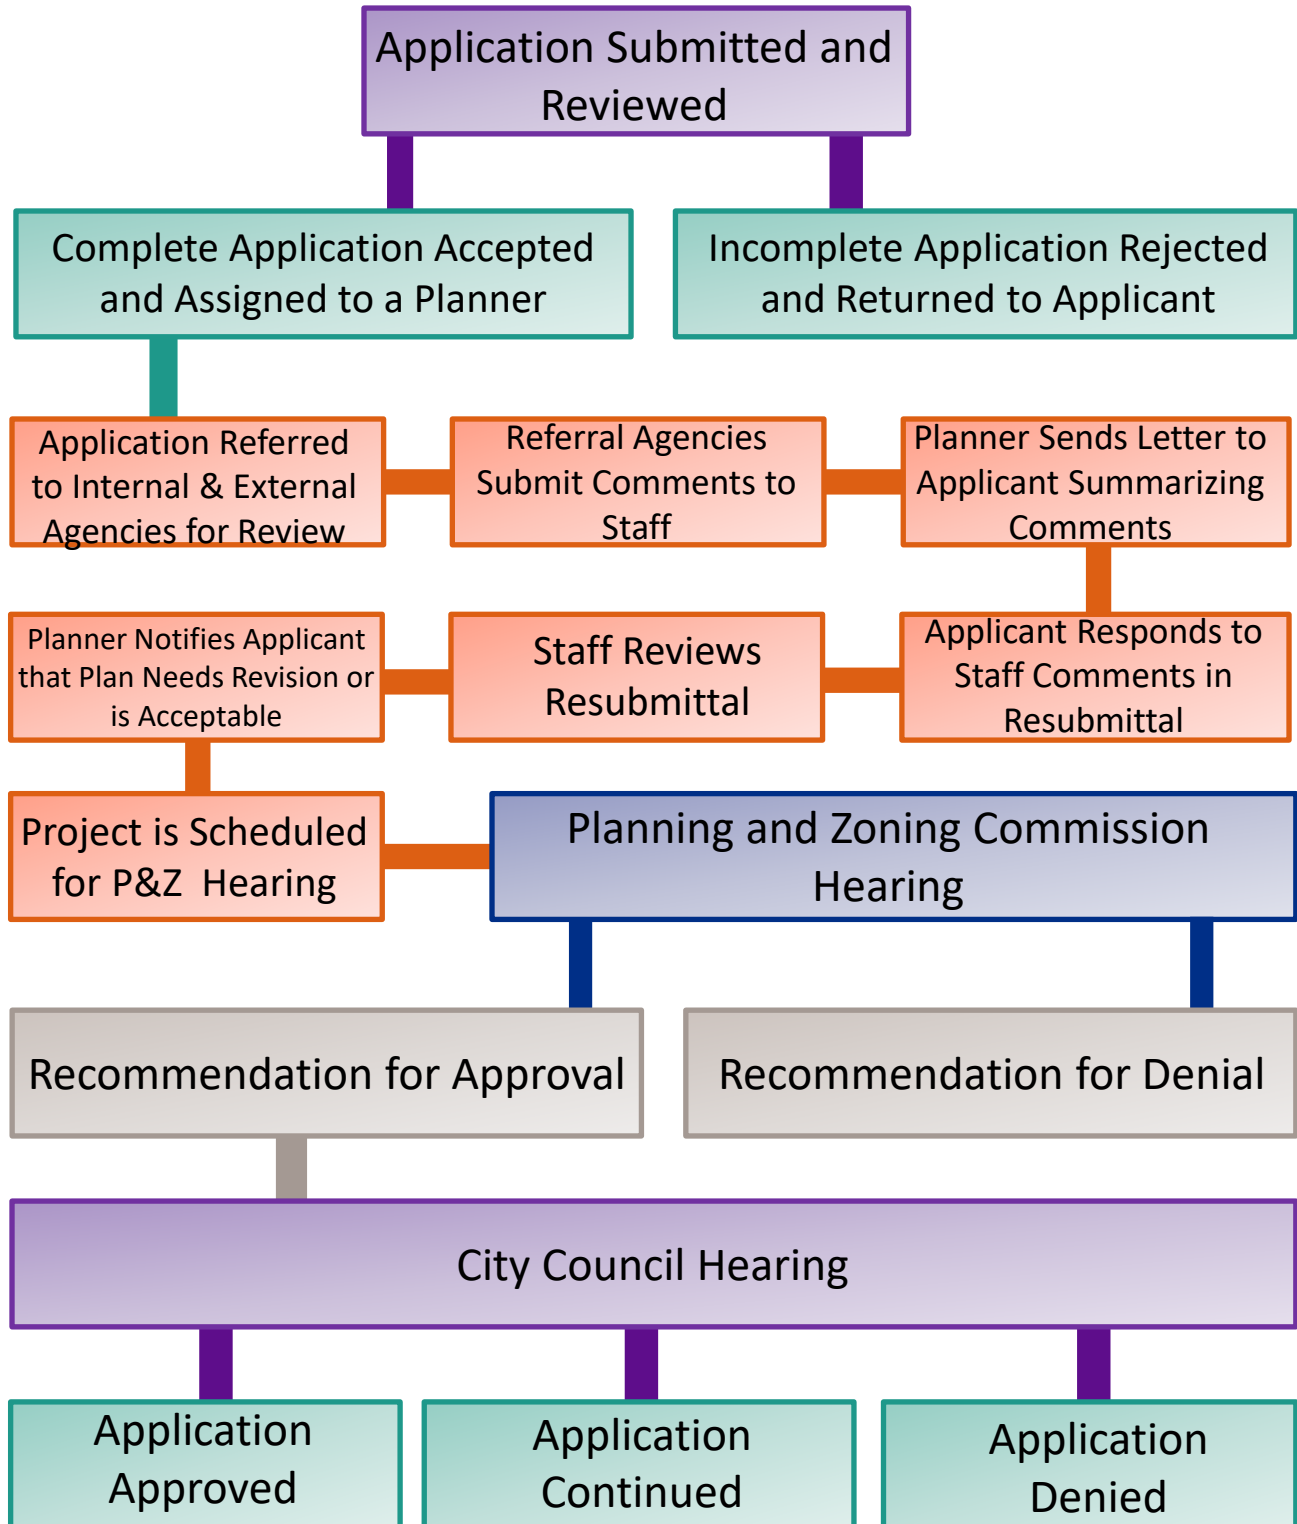 Application Submitted and
Reviewed
Complete Application Accepted
and Assigned to a Planner
Incomplete Application Rejected
and Returned to Applicant
Application Referred
to Internal & External
Agencies for Review
Referral Agencies
Submit Comments to
Staff
Planner Sends Letter to
Applicant Summarizing
Comments
Planner Notifies Applicant
that Plan Needs Revision or
is Acceptable
Staff Reviews
Resubmittal
Applicant Responds to
Staff Comments in
Resubmittal
Project is Scheduled
for P&Z  Hearing
Planning and Zoning Commission
Hearing
Recommendation for Approval
Recommendation for Denial
City Council Hearing
Application
Approved
Application
Continued
Application
Denied